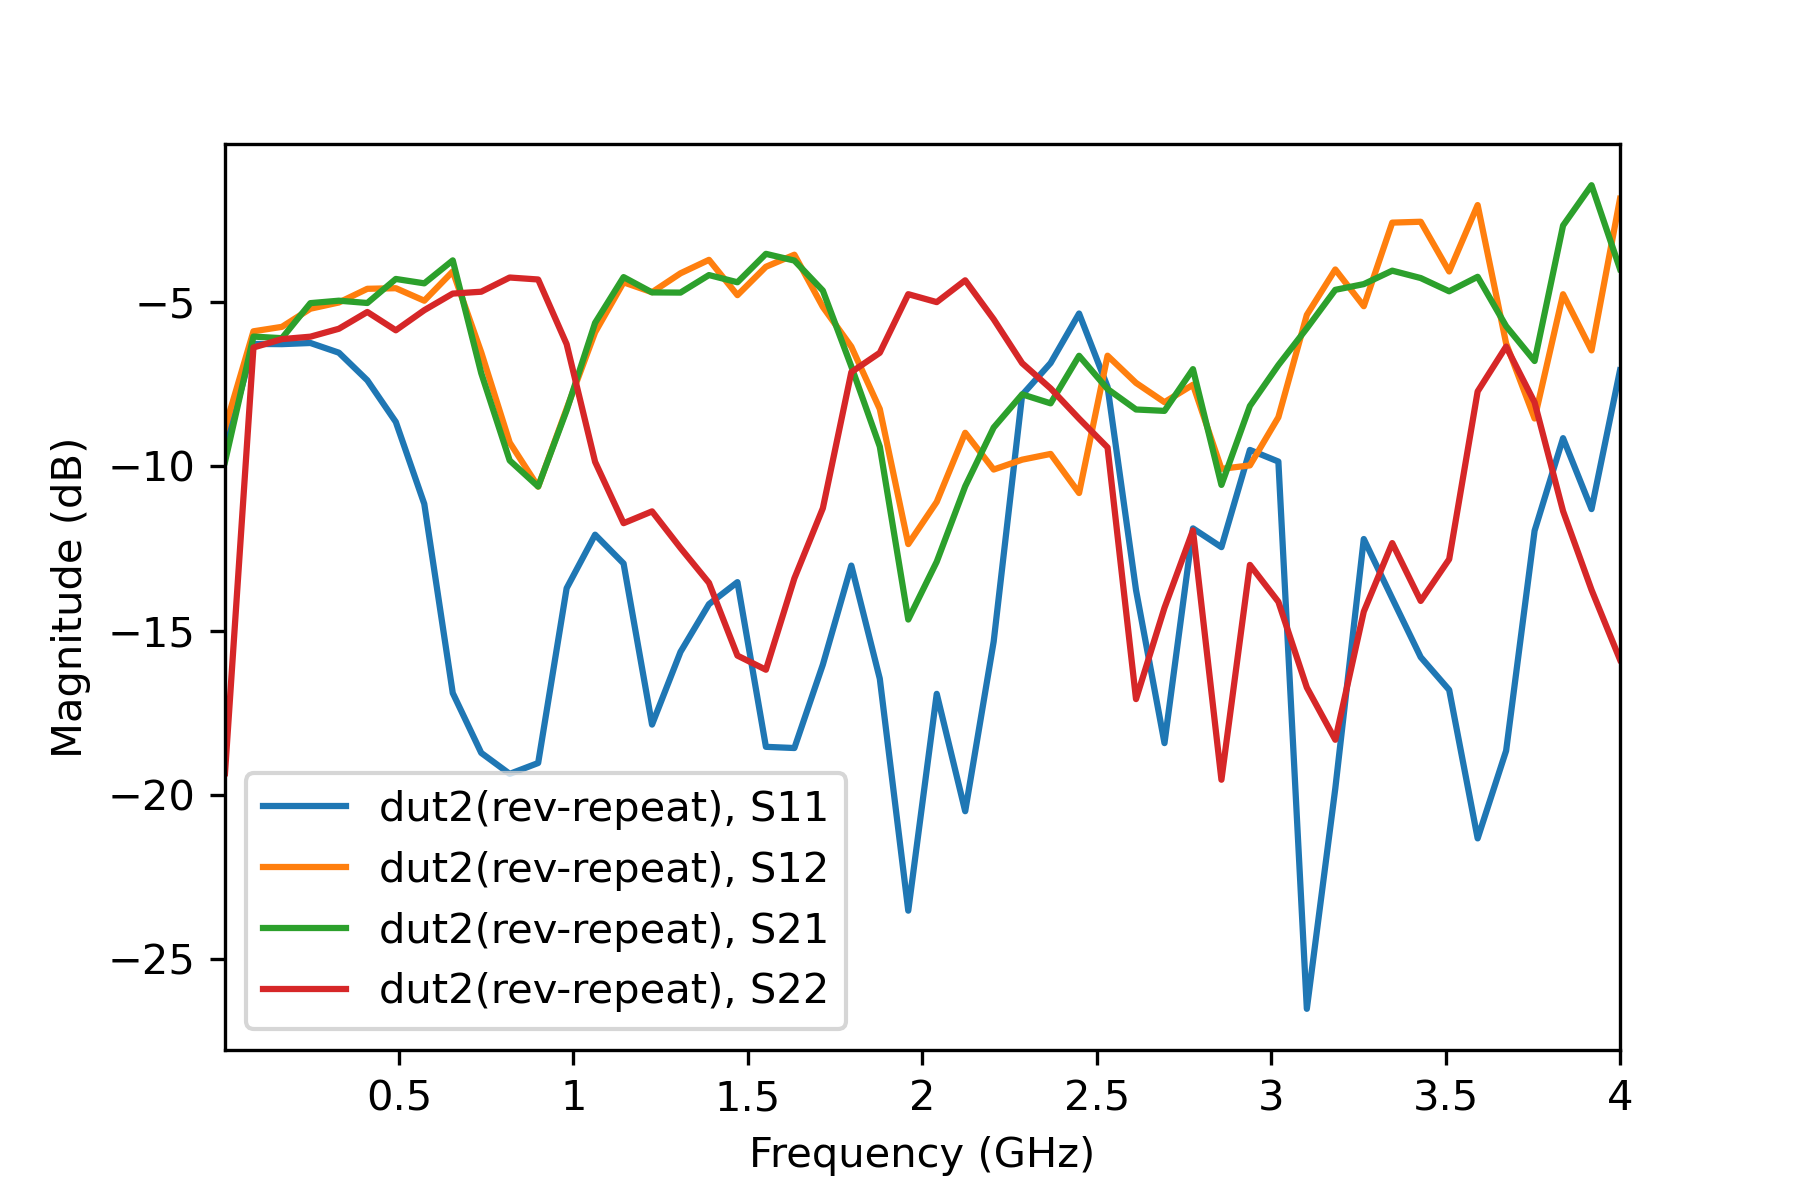 −5
−10
−15
−20
−25
Magnitude (dB)
dut2(rev-repeat), S11
dut2(rev-repeat), S12
dut2(rev-repeat), S21
dut2(rev-repeat), S22
0.5 1 1.5 2 2.5 3 3.5 4
Frequency (GHz)